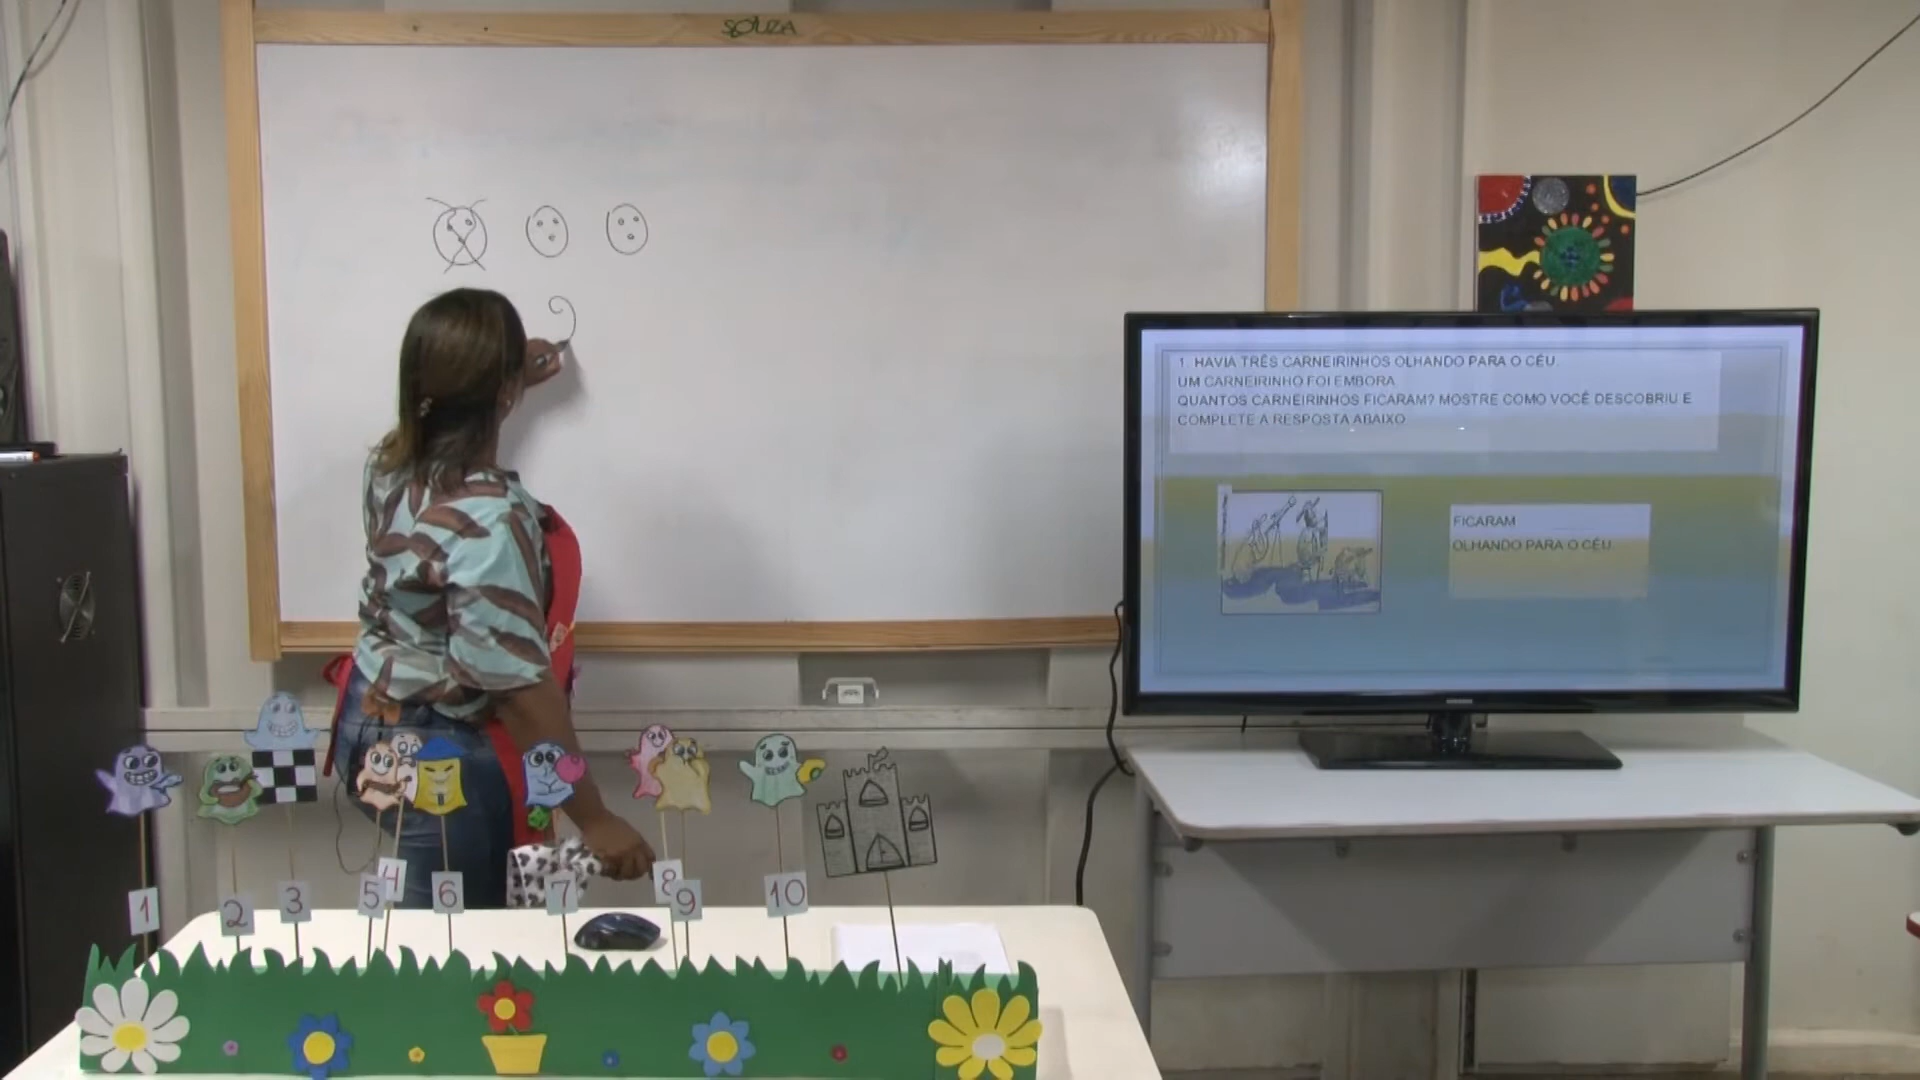 SOUZA
1. HAVIA TRÊS CARNEIRINHOS OLHANDO PARA O CÉU.
UM CARNEIRINHO FOI EMBORA
QUANTOS CARNEIRINHOS FICARAM? MOSTRE COMO VOCÊ DESCOBRIU E
COMPLETE A RESPOSTA ABAIXO
FICARAM
OLHANDO PARA O CÉU.
1
2
3
5
4
6
7
8
9
10